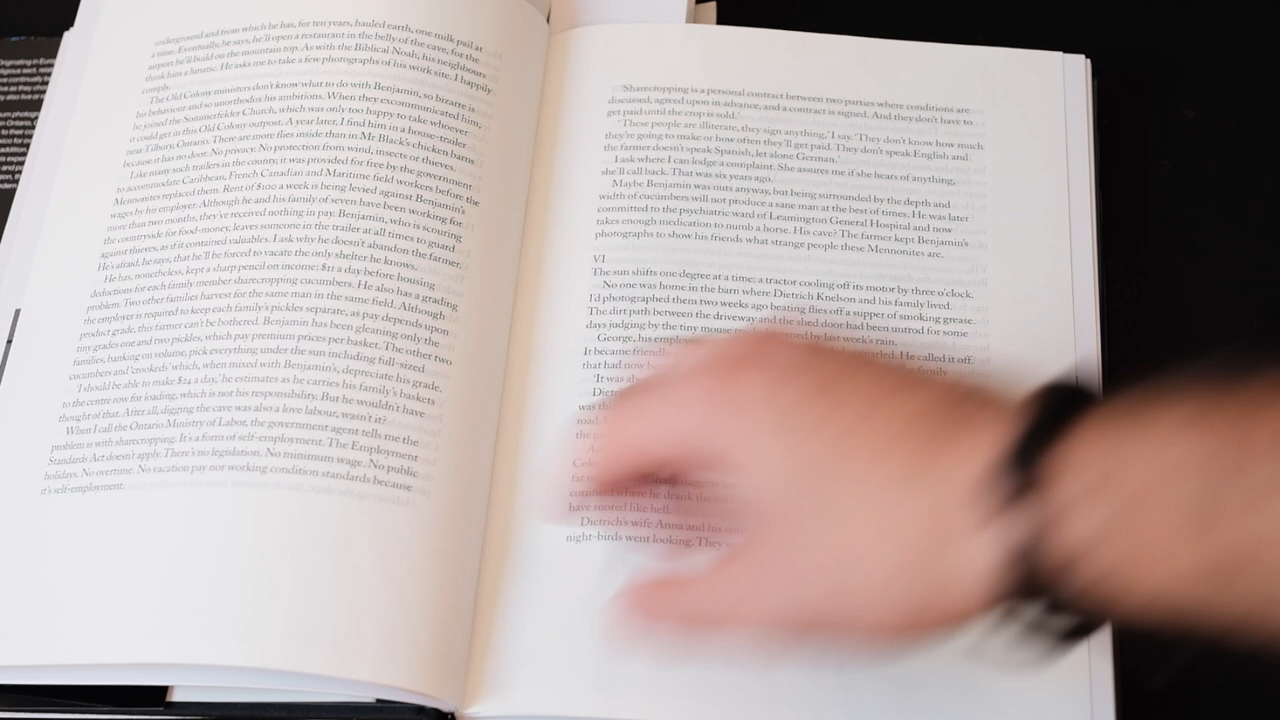 underground and from which he has, for ten years, hauled earth, one milk pail at
a time. Eventually, he says, he'll open a restaurant in the belly of the cave, for the
airport he'll build on the mountain top. As with the Biblical Noah, his neighbours
think him a lunatic. He asks me to take a few photographs of his work site. I happily
comply.
The Old Colony ministers don't know what to do with Benjamin, so bizarre is
his behaviour and so unorthodox his ambitions. When they excommunicated him,
he joined the Sommerfelder Church, which was only too happy to take whoever
it could get in this Old Colony outpost. A year later, I find him in a house-trailer
near Tilbury, Ontario. There are more flies inside than in Mr Black's chicken barns
because it has no door. No privacy. No protection from wind, insects or thieves.
Like many such trailers in the county, it was provided for free by the government
to accommodate Caribbean, French Canadian and Maritime field workers before the
Mennonites replaced them. Rent of $100 a week is being levied against Benjamin's
wages by his employer. Although he and his family of seven have been working for
more than two months, they've received nothing in pay. Benjamin, who is scouting
the countryside for food-money, leaves someone in the trailer at all times to guard
against thieves, as if it contained valuables. I ask why he doesn't abandon the farmer.
He's afraid, he says, that he'll be forced to vacate the only shelter he knows.
He has, nonetheless, kept a sharp pencil on income: $11 a day before housing
deductions for each family member sharecropping cucumbers. He also has a grading
problem. Two other families harvest for the same man in the same field. Although
the employer is required to keep each family's pickles separate, as pay depends upon
product grade, this farmer can't be bothered. Benjamin has been gleaning only the
tiny grades one and two pickles, which pay premium prices per basket. The other two
families, banking on volume, pick everything under the sun including full-sized
cucumbers and 'crookeds' which, when mixed with Benjamin's, depreciate his grade.
'I should be able to make $24 a day,' he estimates as he carries his family's baskets
to the centre row for loading, which is not his responsibility. But he wouldn't have
thought of that. After all, digging the cave was also a love labour, wasn't it?
When I call the Ontario Ministry of Labor, the government agent tells me the
problem is with sharecropping. It's a form of self-employment. The Employment
Standards Act doesn't apply. There's no legislation. No minimum wage. No public
holidays. No overtime. No vacation pay nor working condition standards because
it's self-employment.
'Sharecropping is a personal contract between two parties where conditions are
discussed, agreed upon in advance, and a contract is signed. And they don't have to
get paid until the crop is sold.'
'These people are illiterate, they sign anything,' I say. 'They don't know how much
they're going to make or how often they'll get paid. They don't speak English and
the farmer doesn't speak Spanish, let alone German.'
I ask where I can lodge a complaint. She assures me if she hears of anything,
she'll call back. That was six years ago.
Maybe Benjamin was nuts anyway, but being surrounded by the depth and
width of cucumbers will not produce a sane man at the best of times. He was later
committed to the psychiatric ward of Leamington General Hospital and now
takes enough medication to numb a horse. His cave? The farmer kept Benjamin's
photographs to show his friends what strange people these Mennonites are.
VI
The sun shifts one degree at a time: a tractor cooling off its motor by three o'clock.
No one was home in the barn where Dietrich Knelson and his family lived.
I'd photographed them two weeks ago beating flies off a supper of smoking grease.
The dirt path between the driveway and the shed door had been untrod for some
days judging by the tiny mouse tracks formed by last week's rain.
George, his emplo
It became friendl snarled. He called it off,
that had now be family
'It was ab
Dietr
was th
road.
the g
Col
fat dagger
cornfield where he drank the
have snored like hell.
Dietrich's wife Anna and his
night-birds went looking. They